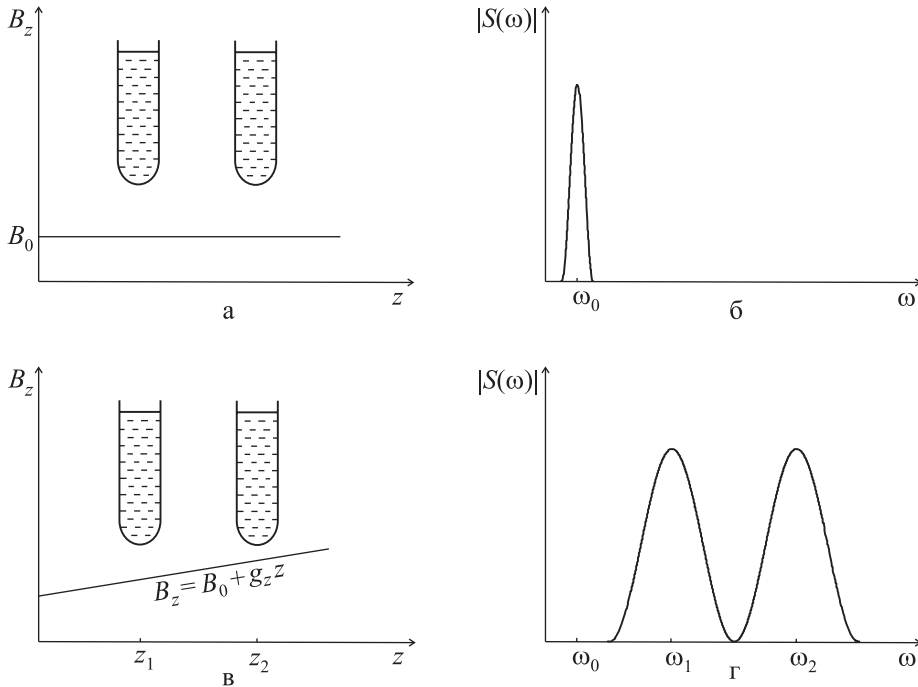 B_z
B_0
z
а
|S(ω)|
ω_0
ω
б
B_z
B_z = B_0 + g_z z
z_1
z_2
z
в
|S(ω)|
ω_0
ω_1
ω_2
ω
г